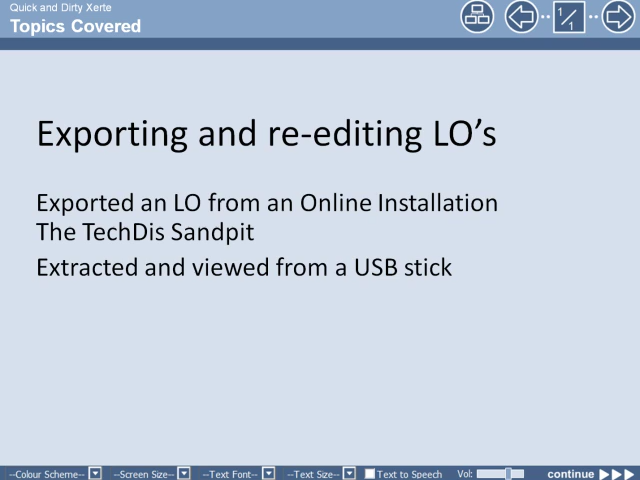 Quick and Dirty Xerte
Topics Covered
1/1
Exporting and re-editing LO’s
Exported an LO from an Online Installation
The TechDis Sandpit
Extracted and viewed from a USB stick
--Colour Scheme-- --Screen Size-- --Text Font-- --Text Size-- Text to Speech Vol: continue